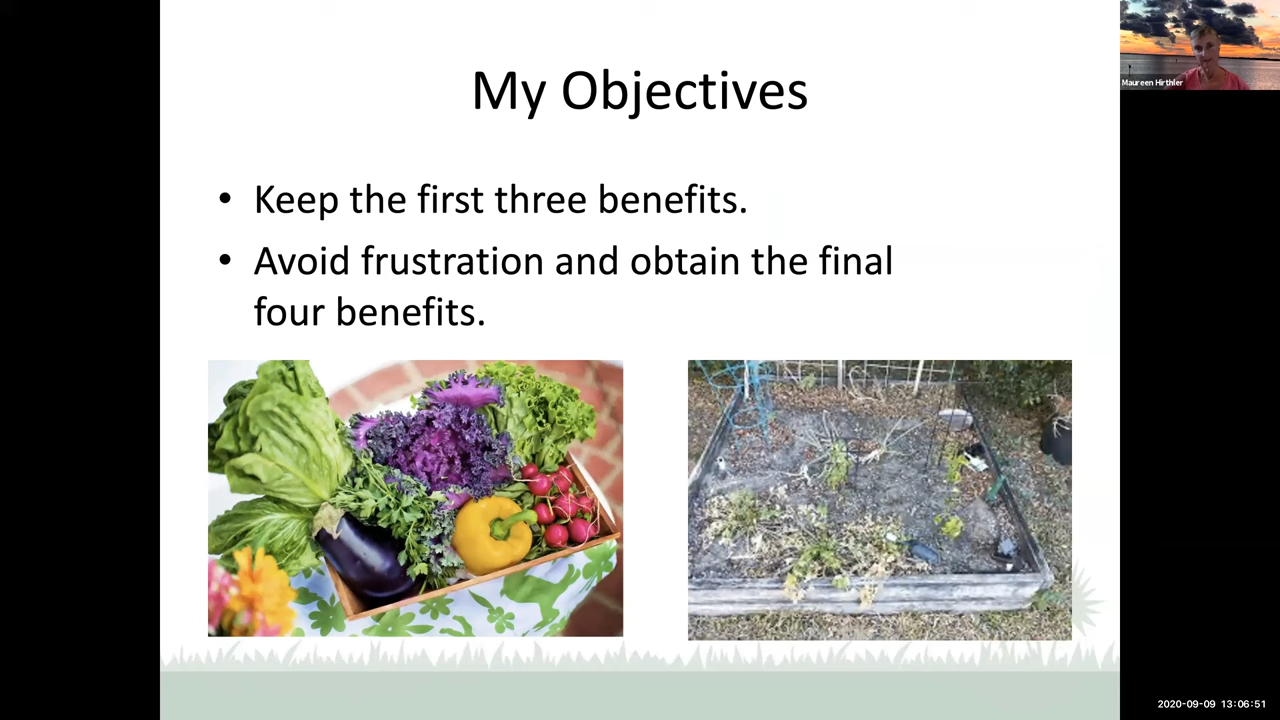 My Objectives
• Keep the first three benefits.
• Avoid frustration and obtain the final
four benefits.
Maureen Hirthler
2020-09-09 13:06:51